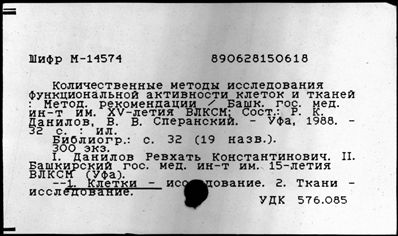 Шифр М-14574 890628150618
Количественные методы исследования
функциональной активности клеток и тканей
: Метод. рекомендации / Башк. гос. мед.
ин-т им. XV-летия ВЛКСМ; Сост.: Р. К.
Данилов, В. В. Сперанский. - Уфа, 1988. -
32 с. : ил.
Библиогр.: с. 32 (19 назв.).
300 экз.
I. Данилов Ревхать Константинович. II.
Башкирский гос. мед. ин-т им. 15-летия
ВЛКСМ (Уфа).
--1. Клетки - исследование. 2. Ткани -
исследование.
УДК 576.085